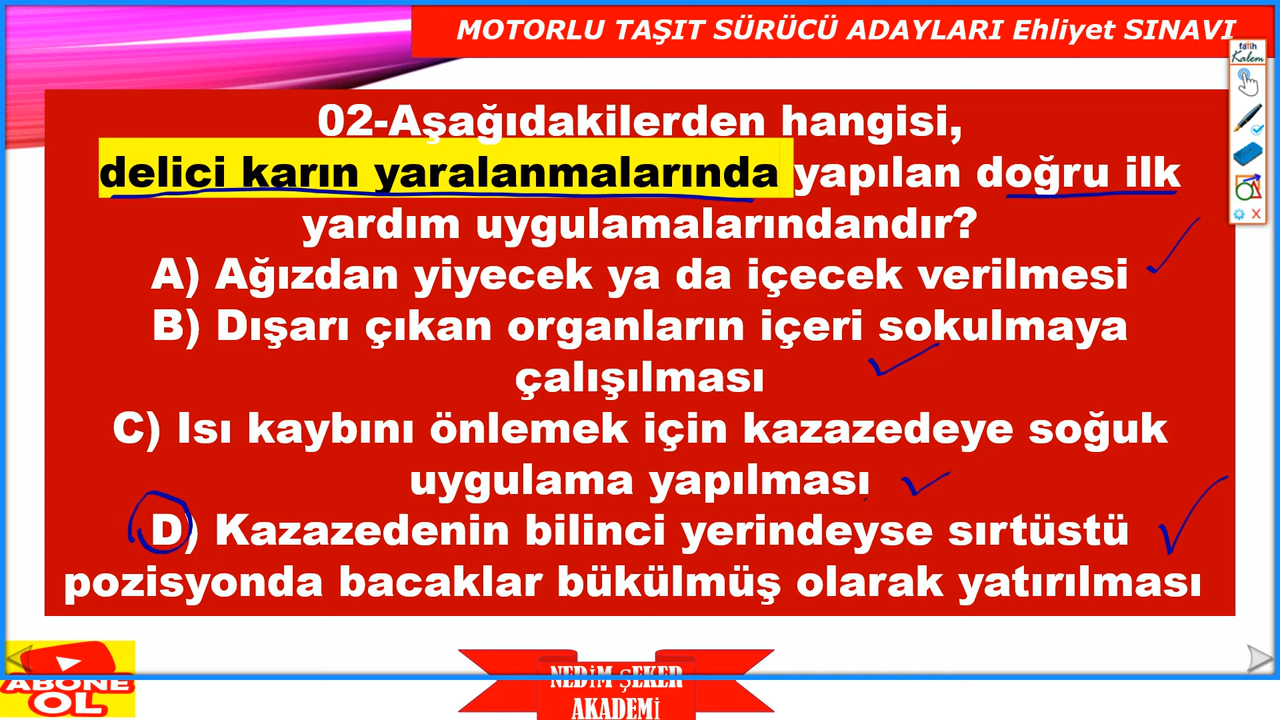 MOTORLU TAŞIT SÜRÜCÜ ADAYLARI Ehliyet SINAVI
fatih
Kalem
02-Aşağıdakilerden hangisi,
delici karın yaralanmalarında yapılan doğru ilk
yardım uygulamalarındandır?
A) Ağızdan yiyecek ya da içecek verilmesi
B) Dışarı çıkan organların içeri sokulmaya
çalışılması
C) Isı kaybını önlemek için kazazedeye soğuk
uygulama yapılması
D) Kazazedenin bilinci yerindeyse sırtüstü
pozisyonda bacaklar bükülmüş olarak yatırılması
ABONE
OL
NEDİM ŞEKER
AKADEMİ